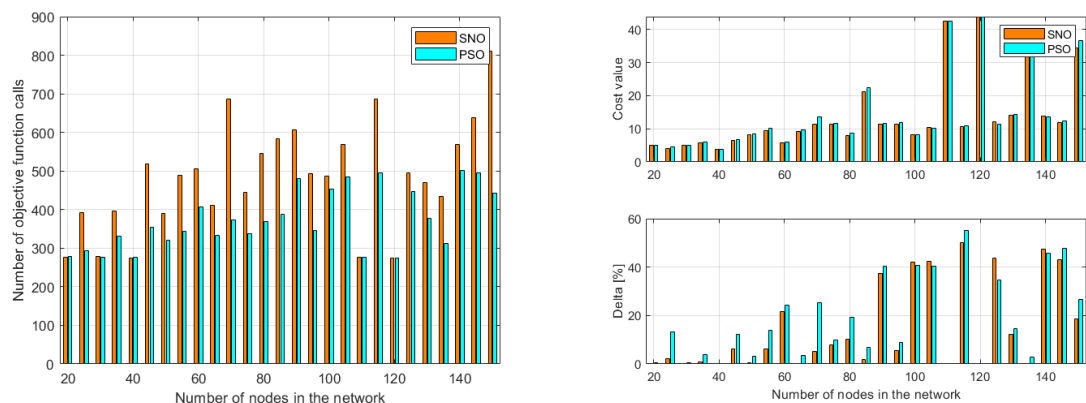 Number of objective function calls
900
800
700
600
500
400
300
200
100
0
SNO
PSO
20 40 60 80 100 120 140
Number of nodes in the network
Cost value
40
30
20
10
0
SNO
PSO
20 40 60 80 100 120 140
Delta [%]
60
40
20
0
20 40 60 80 100 120 140
Number of nodes in the network